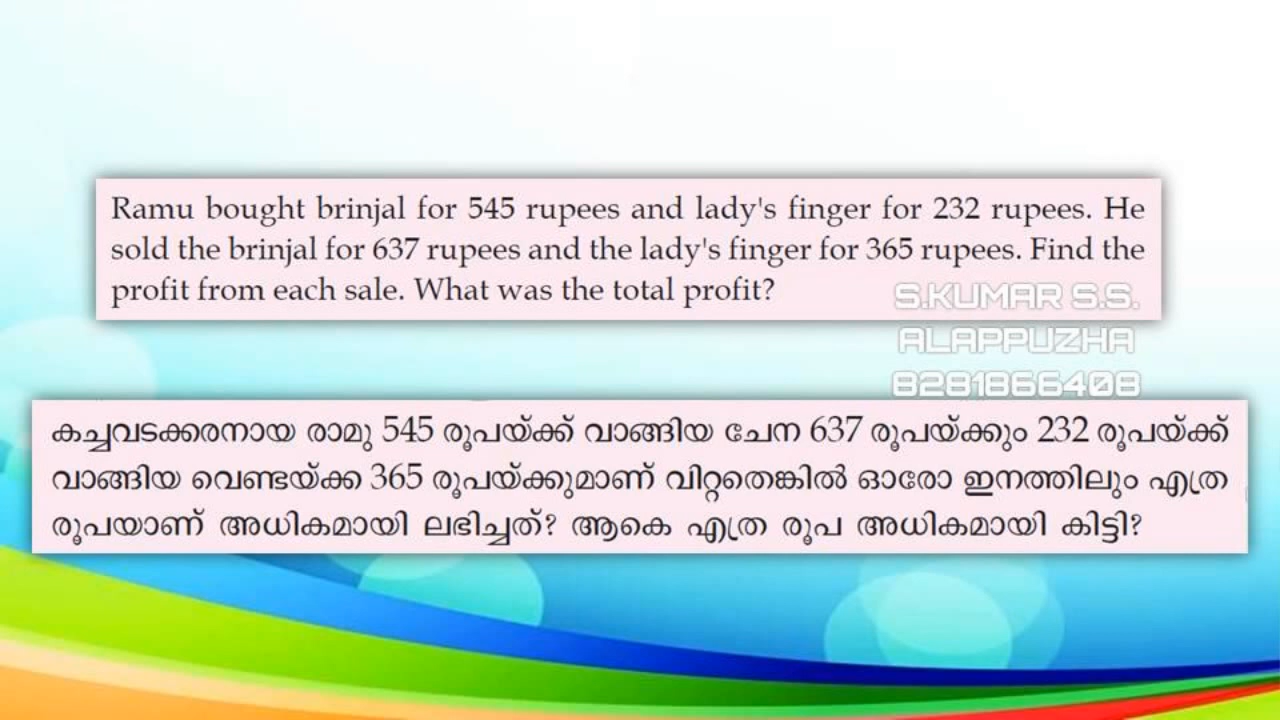 Ramu bought brinjal for 545 rupees and lady's finger for 232 rupees. He
sold the brinjal for 637 rupees and the lady's finger for 365 rupees. Find the
profit from each sale. What was the total profit?
S.KUMAR S.S.
ALAPPUZHA
8281866408
കച്ചവടക്കരനായ രാമു 545 രൂപയ്ക്ക് വാങ്ങിയ ചേന 637 രൂപയ്ക്കും 232 രൂപയ്ക്ക്
വാങ്ങിയ വെണ്ടയ്ക്ക 365 രൂപയ്ക്കുമാണ് വിറ്റതെങ്കിൽ ഓരോ ഇനത്തിലും എത്ര
രൂപയാണ് അധികമായി ലഭിച്ചത്? ആകെ എത്ര രൂപ അധികമായി കിട്ടി?